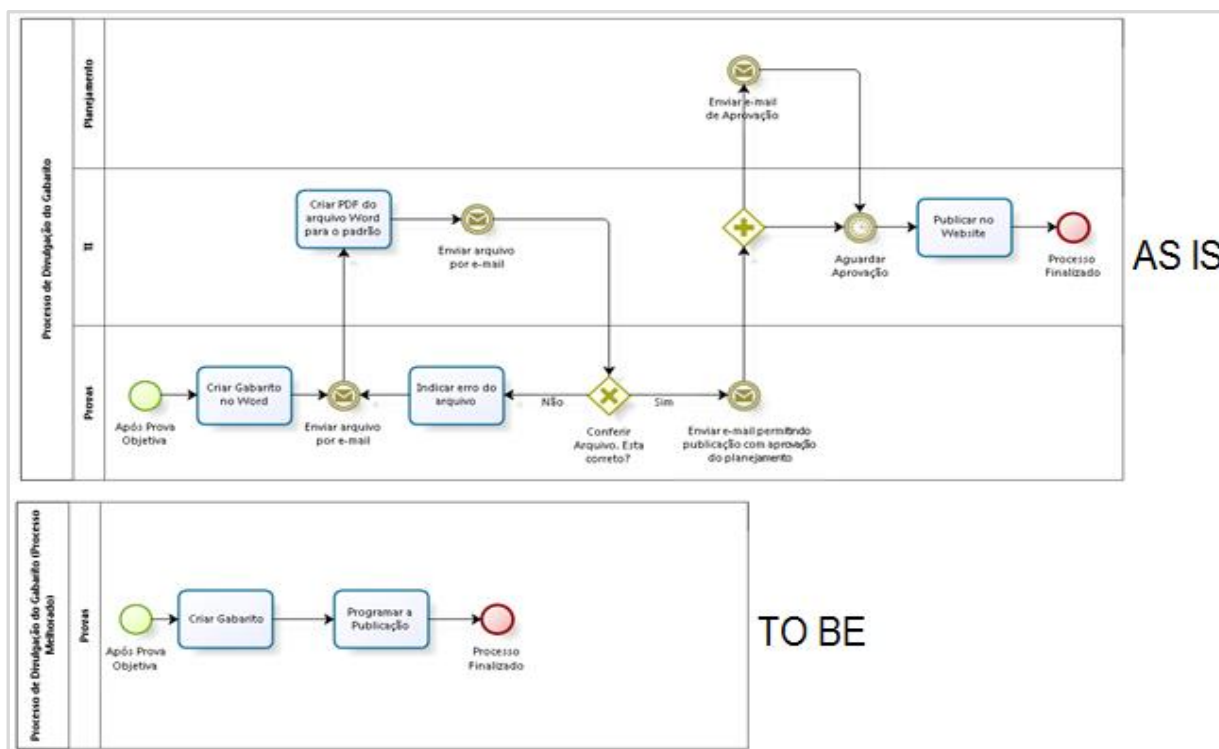 Processo de Divulgação do Gabarito
Planejamento
Enviar e-mail
de Aprovação
TI
Criar PDF do
arquivo Word
para o padrão
Enviar arquivo
por e-mail
Aguardar
Aprovação
Publicar no
Website
Processo
Finalizado
AS IS
Provas
Após Prova
Objetiva
Criar Gabarito
no Word
Enviar arquivo
por e-mail
Indicar erro do
arquivo
Não
Conferir
Arquivo. Esta
correto?
Sim
Enviar e-mail permitindo
publicação com aprovação
do planejamento
Processo de Divulgação do Gabarito (Processo
Melhorado)
Provas
Após Prova
Objetiva
Criar Gabarito
Programar a
Publicação
Processo
Finalizado
TO BE